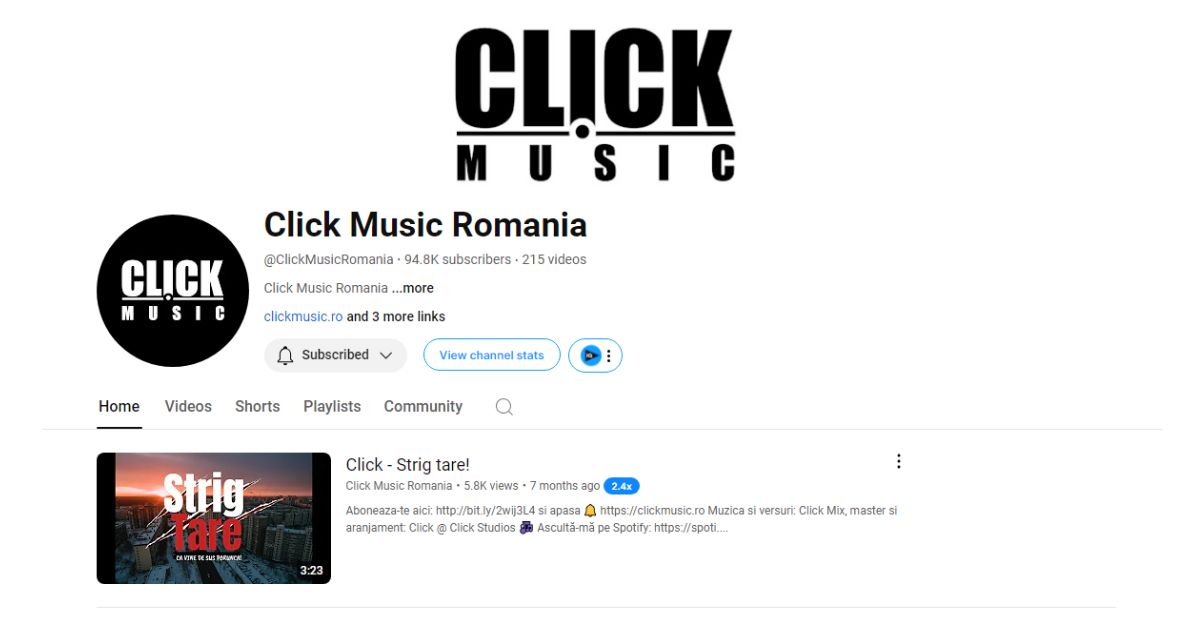 CLICK
MUSIC
Click Music Romania
@ClickMusicRomania · 94.8K subscribers · 215 videos
Click Music Romania ...more
clickmusic.ro and 3 more links
CLICK
MUSIC
Subscribed
View channel stats
Home Videos Shorts Playlists Community
Click - Strig tare!
Click Music Romania • 5.8K views • 7 months ago 2.4x
Aboneaza-te aici: http://bit.ly/2wij3L4 si apasa 🔔 https://clickmusic.ro Muzica si versuri: Click Mix, master si
aranjament: Click @ Click Studios Ascultă-mă pe Spotify: https://spoti....
Strig
Tare
CA VINE DE SUS PORUNCA!
3:23